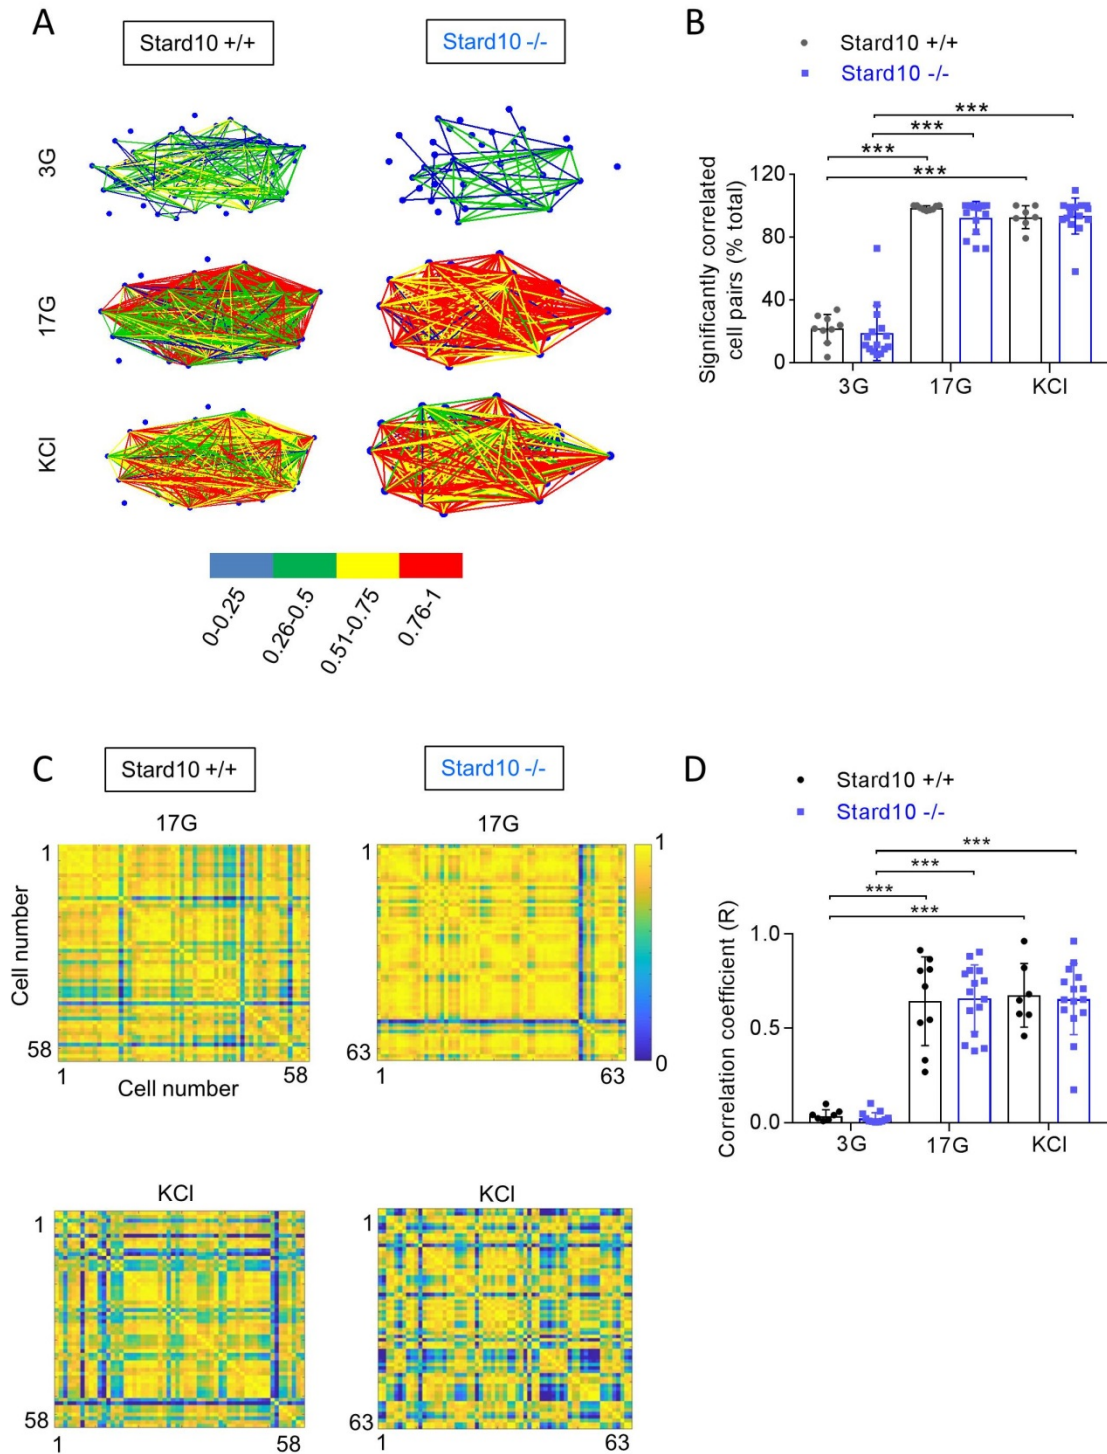 A
Stard10 +/+
Stard10 -/-
3G
17G
KCl
0-0.25
0.26-0.5
0.51-0.75
0.76-1
B
Stard10 +/+
Stard10 -/-
***
***
***
***
Significantly correlated
cell pairs (% total)
120
80
40
0
3G
17G
KCl
C
Stard10 +/+
Stard10 -/-
17G
17G
1
58
1
58
Cell number
Cell number
1
63
1
63
1
0
KCl
KCl
1
58
1
58
1
63
1
63
D
Stard10 +/+
Stard10 -/-
***
***
***
***
Correlation coefficient (R)
1.0
0.5
0.0
3G
17G
KCl